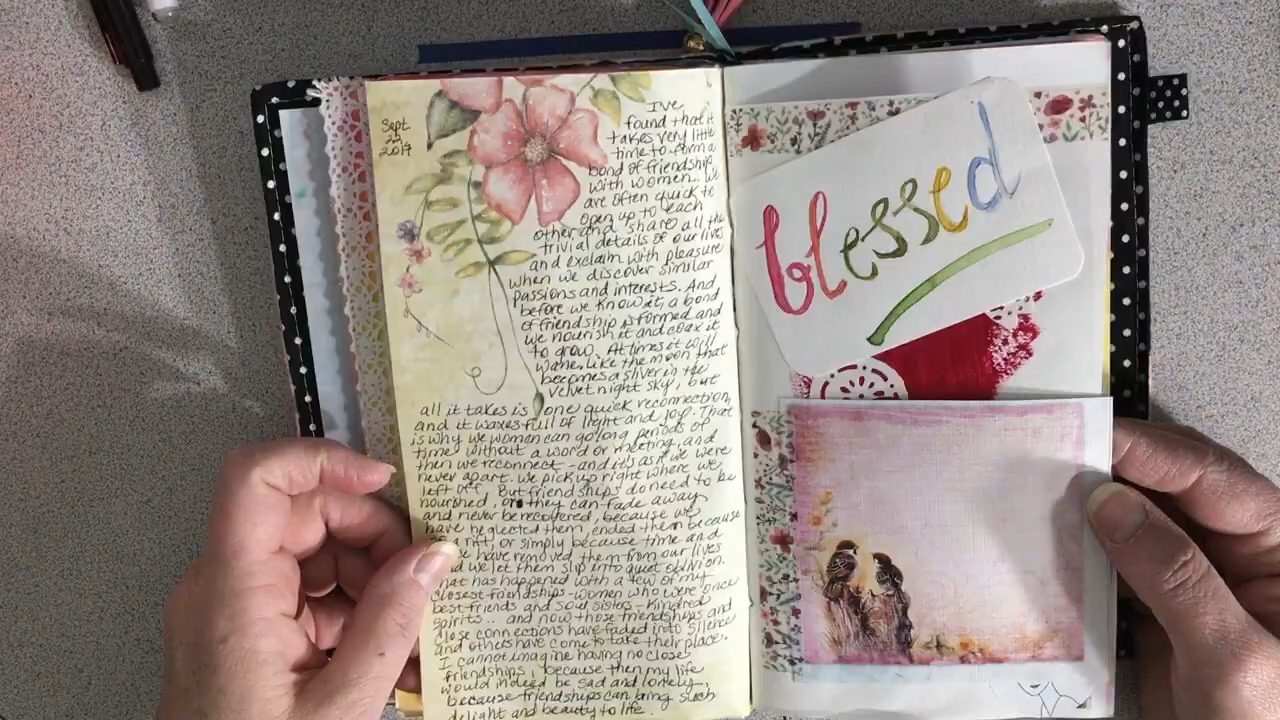 Sept.
22,
2019
I've
found that it
takes very little
time to form a
bond of friendship
with women. We
are often quick to
open up to each
other and share all the
trivial details of our lives
and exclaim with pleasure
when we discover similar
passions and interests. And
before we know it, a bond
of friendship is formed and
we nourish it and coax it
to grow. At times it will
wane, like the moon that
becomes a sliver in the
velvet night sky, but
all it takes is one quick reconnection,
and it waxes full of light and joy. That
is why we women can go long periods of
time without a word or meeting, and
then we reconnect - and it's as if we were
never apart. We pick up right where we
left off. But friendships do need to be
nourished, or they can fade away
and never be recovered, because we
have neglected them, ended them because
rift, or simply because time and
have removed them from our lives
and we let them slip into quiet oblivion.
That has happened with a few of my
closest friendships - women who were once
best friends and soul sisters - kindred
spirits... and now those friendships and
close connections have faded into silence
and others have come to take their place.
I cannot imagine having no close
friendships, because then my life
would indeed be sad and lonely,
because friendships can bring such
delight and beauty to life.
blessed